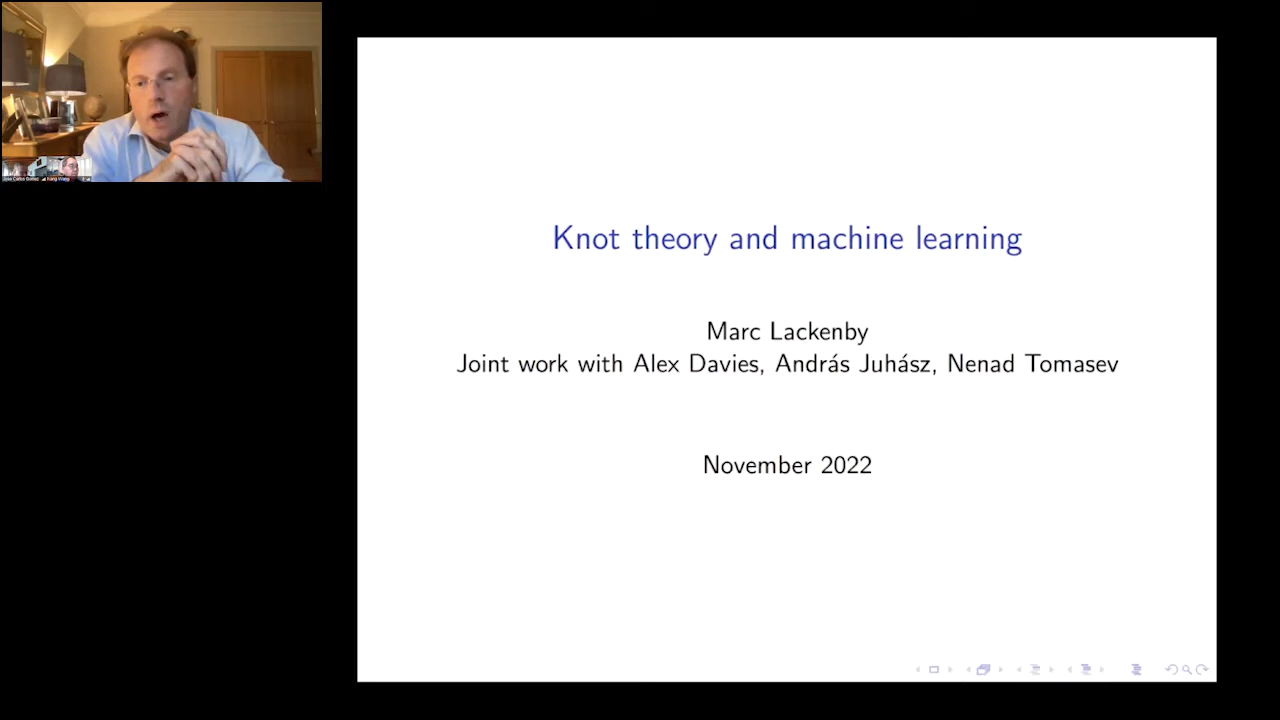 Knot theory and machine learning
Marc Lackenby
Joint work with Alex Davies, András Juhász, Nenad Tomasev
November 2022